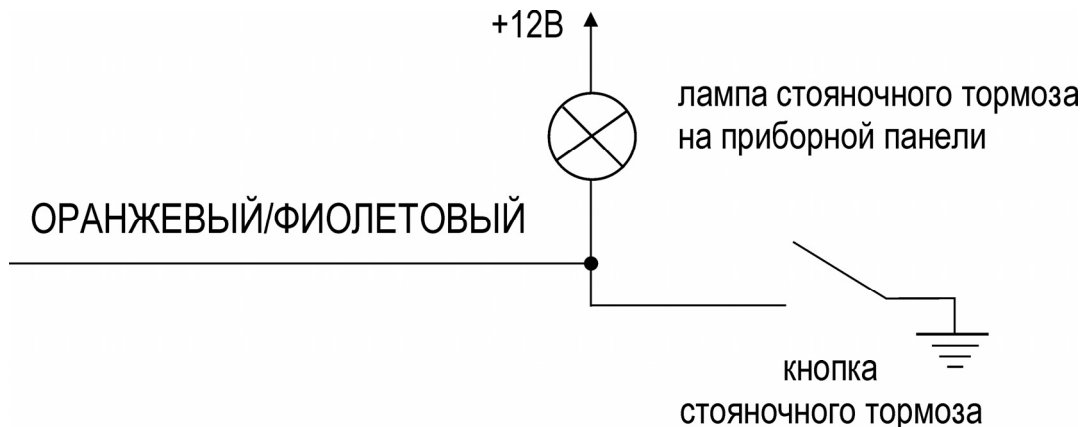 +12В
лампа стояночного тормоза
на приборной панели
ОРАНЖЕВЫЙ/ФИОЛЕТОВЫЙ
кнопка
стояночного тормоза